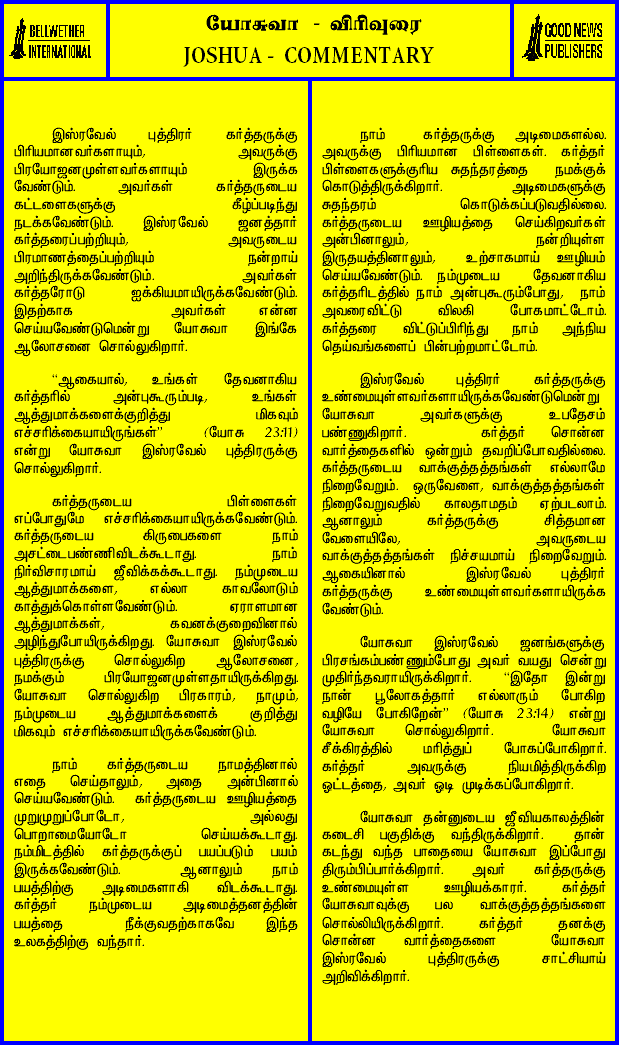 BELLWETHER
INTERNATIONAL
யோசுவா - விரிவுரை
JOSHUA - COMMENTARY
GOOD NEWS
PUBLISHERS
இஸ்ரவேல் புத்திரர் கர்த்தருக்கு
பிரியமானவர்களாயும், அவருக்கு
பிரயோஜனமுள்ளவர்களாயும் இருக்க
வேண்டும். அவர்கள் கர்த்தருடைய
கட்டளைகளுக்கு கீழ்ப்படிந்து
நடக்கவேண்டும். இஸ்ரவேல் ஜனத்தார்
கர்த்தரைப்பற்றியும், அவருடைய
பிரமாணத்தைப்பற்றியும் நன்றாய்
அறிந்திருக்கவேண்டும். அவர்கள்
கர்த்தரோடு ஐக்கியமாயிருக்கவேண்டும்.
இதற்காக அவர்கள் என்ன
செய்யவேண்டுமென்று யோசுவா இங்கே
ஆலோசனை சொல்லுகிறார்.
“ஆகையால், உங்கள் தேவனாகிய
கர்த்தரில் அன்புகூரும்படி, உங்கள்
ஆத்துமாக்களைக்குறித்து மிகவும்
எச்சரிக்கையாயிருங்கள்” (யோசு 23:11)
என்று யோசுவா இஸ்ரவேல் புத்திரருக்கு
சொல்லுகிறார்.
கர்த்தருடைய பிள்ளைகள்
எப்போதுமே எச்சரிக்கையாயிருக்கவேண்டும்.
கர்த்தருடைய கிருபைகளை நாம்
அசட்டைபண்ணிவிடக்கூடாது. நாம்
நிர்விசாரமாய் ஜீவிக்கக்கூடாது. நம்முடைய
ஆத்துமாக்களை, எல்லா காவலோடும்
காத்துக்கொள்ளவேண்டும். ஏராளமான
ஆத்துமாக்கள், கவனக்குறைவினால்
அழிந்துபோயிருக்கிறது. யோசுவா இஸ்ரவேல்
புத்திரருக்கு சொல்லுகிற ஆலோசனை,
நமக்கும் பிரயோஜனமுள்ளதாயிருக்கிறது.
யோசுவா சொல்லுகிற பிரகாரம், நாமும்,
நம்முடைய ஆத்துமாக்களைக் குறித்து
மிகவும் எச்சரிக்கையாயிருக்கவேண்டும்.
நாம் கர்த்தருடைய நாமத்தினால்
எதை செய்தாலும், அதை அன்பினால்
செய்யவேண்டும். கர்த்தருடைய ஊழியத்தை
முறுமுறுப்போடோ, அல்லது
பொறாமையோடோ செய்யக்கூடாது.
நம்மிடத்தில் கர்த்தருக்குப் பயப்படும் பயம்
இருக்கவேண்டும். ஆனாலும் நாம்
பயத்திற்கு அடிமைகளாகி விடக்கூடாது.
கர்த்தர் நம்முடைய அடிமைத்தனத்தின்
பயத்தை நீக்குவதற்காகவே இந்த
உலகத்திற்கு வந்தார்.
நாம் கர்த்தருக்கு அடிமைகளல்ல.
அவருக்கு பிரியமான பிள்ளைகள். கர்த்தர்
பிள்ளைகளுக்குரிய சுதந்தரத்தை நமக்குக்
கொடுத்திருக்கிறார். அடிமைகளுக்கு
சுதந்தரம் கொடுக்கப்படுவதில்லை.
கர்த்தருடைய ஊழியத்தை செய்கிறவர்கள்
அன்பினாலும், நன்றியுள்ள
இருதயத்தினாலும், உற்சாகமாய் ஊழியம்
செய்யவேண்டும். நம்முடைய தேவனாகிய
கர்த்தரிடத்தில் நாம் அன்புகூரும்போது, நாம்
அவரைவிட்டு விலகி போகமாட்டோம்.
கர்த்தரை விட்டுப்பிரிந்து நாம் அந்நிய
தெய்வங்களைப் பின்பற்றமாட்டோம்.
இஸ்ரவேல் புத்திரர் கர்த்தருக்கு
உண்மையுள்ளவர்களாயிருக்கவேண்டுமென்று
யோசுவா அவர்களுக்கு உபதேசம்
பண்ணுகிறார். கர்த்தர் சொன்ன
வார்த்தைகளில் ஒன்றும் தவறிப்போவதில்லை.
கர்த்தருடைய வாக்குத்தத்தங்கள் எல்லாமே
நிறைவேறும். ஒருவேளை, வாக்குத்தத்தங்கள்
நிறைவேறுவதில் காலதாமதம் ஏற்படலாம்.
ஆனாலும் கர்த்தருக்கு சித்தமான
வேளையிலே, அவருடைய
வாக்குத்தத்தங்கள் நிச்சயமாய் நிறைவேறும்.
ஆகையினால் இஸ்ரவேல் புத்திரர்
கர்த்தருக்கு உண்மையுள்ளவர்களாயிருக்க
வேண்டும்.
யோசுவா இஸ்ரவேல் ஜனங்களுக்கு
பிரசங்கம்பண்ணும்போது அவர் வயது சென்று
முதிர்ந்தவராயிருக்கிறார். “இதோ இன்று
நான் பூலோகத்தார் எல்லாரும் போகிற
வழியே போகிறேன்” (யோசு 23:14) என்று
யோசுவா சொல்லுகிறார். யோசுவா
சீக்கிரத்தில் மரித்துப் போகப்போகிறார்.
கர்த்தர் அவருக்கு நியமித்திருக்கிற
ஓட்டத்தை, அவர் ஓடி முடிக்கப்போகிறார்.
யோசுவா தன்னுடைய ஜீவியகாலத்தின்
கடைசி பகுதிக்கு வந்திருக்கிறார். தான்
கடந்து வந்த பாதையை யோசுவா இப்போது
திரும்பிப்பார்க்கிறார். அவர் கர்த்தருக்கு
உண்மையுள்ள ஊழியக்காரர். கர்த்தர்
யோசுவாவுக்கு பல வாக்குத்தத்தங்களை
சொல்லியிருக்கிறார். கர்த்தர் தனக்கு
சொன்ன வார்த்தைகளை யோசுவா
இஸ்ரவேல் புத்திரருக்கு சாட்சியாய்
அறிவிக்கிறார்.